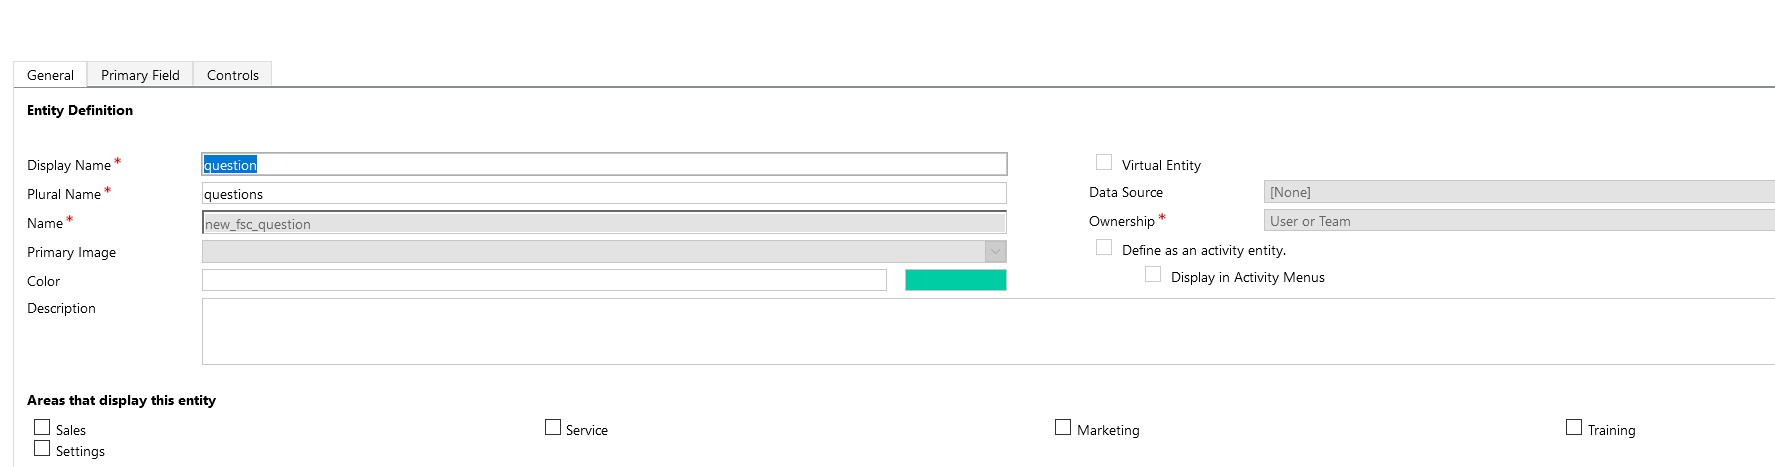 General Primary Field Controls
Entity Definition
Display Name* question Virtual Entity
Plural Name* questions Data Source [None]
Name* new_fsc_question Ownership* User or Team
Primary Image Define as an activity entity.
Color Display in Activity Menus
Description
Areas that display this entity
Sales Service Marketing Training
Settings